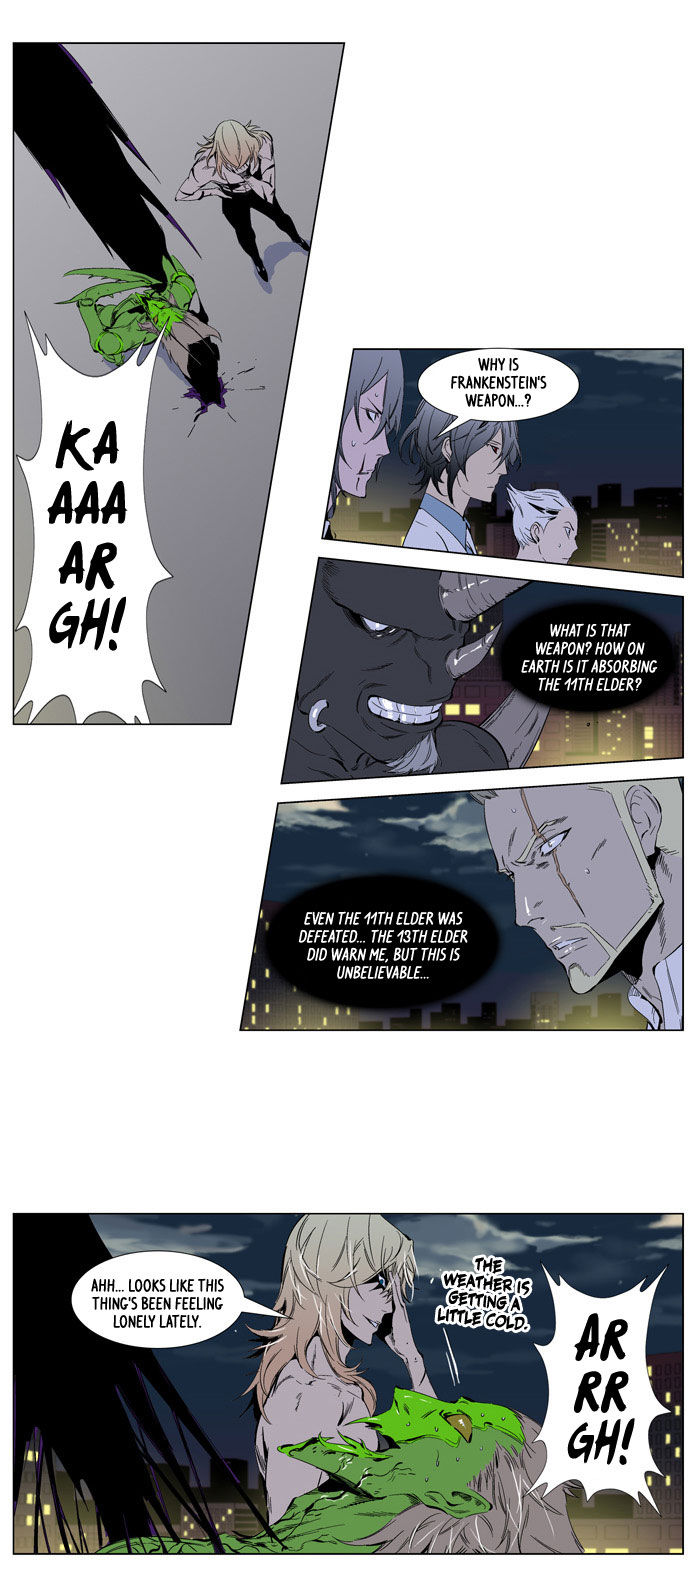 KA
AAA
AR
GH!
WHY IS
FRANKENSTEIN'S
WEAPON...?
WHAT IS THAT
WEAPON? HOW ON
EARTH IS IT ABSORBING
THE 11TH ELDER?
EVEN THE 11TH ELDER WAS
DEFEATED... THE 13TH ELDER
DID WARN ME, BUT THIS IS
UNBELIEVABLE...
AHH... LOOKS LIKE THIS
THING'S BEEN FEELING
LONELY LATELY.
THE
WEATHER IS
GETTING A
LITTLE COLD.
AR
RR
GH!